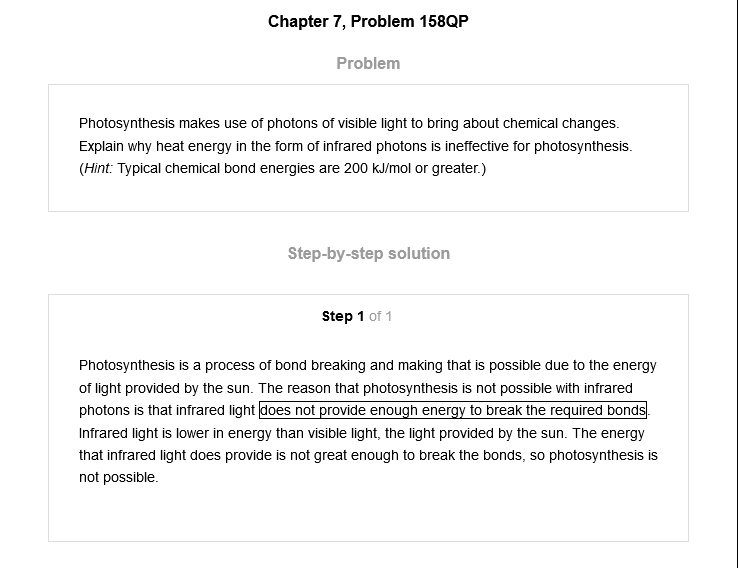 Chapter 7, Problem 158QP
Problem
Photosynthesis makes use of photons of visible light to bring about chemical changes.
Explain why heat energy in the form of infrared photons is ineffective for photosynthesis.
(Hint: Typical chemical bond energies are 200 kJ/mol or greater.)
Step-by-step solution
Step 1 of 1
Photosynthesis is a process of bond breaking and making that is possible due to the energy
of light provided by the sun. The reason that photosynthesis is not possible with infrared
photons is that infrared light does not provide enough energy to break the required bonds.
Infrared light is lower in energy than visible light, the light provided by the sun. The energy
that infrared light does provide is not great enough to break the bonds, so photosynthesis is
not possible.